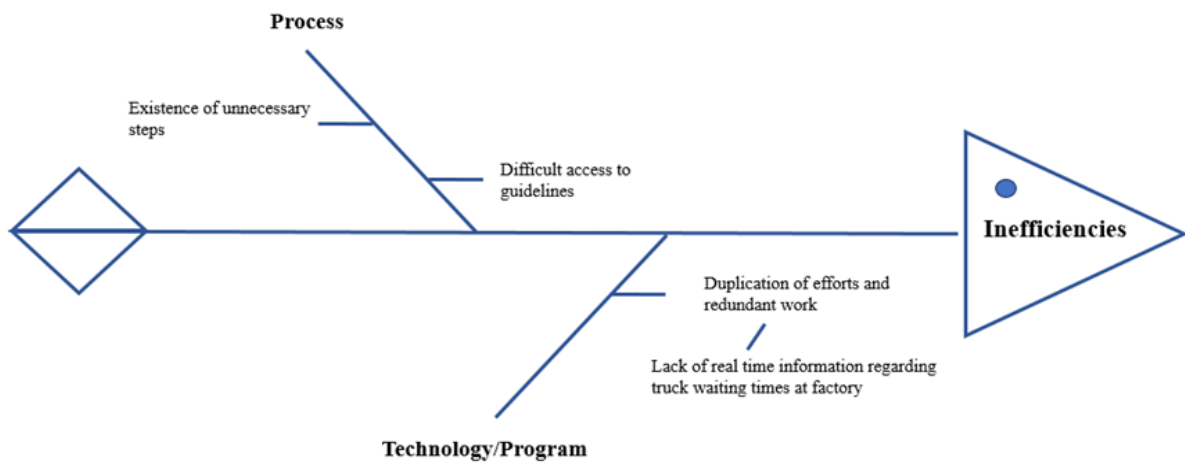 Process
Existence of unnecessary
steps
Difficult access to
guidelines
Inefficiencies
Duplication of efforts and
redundant work
Lack of real time information regarding
truck waiting times at factory
Technology/Program